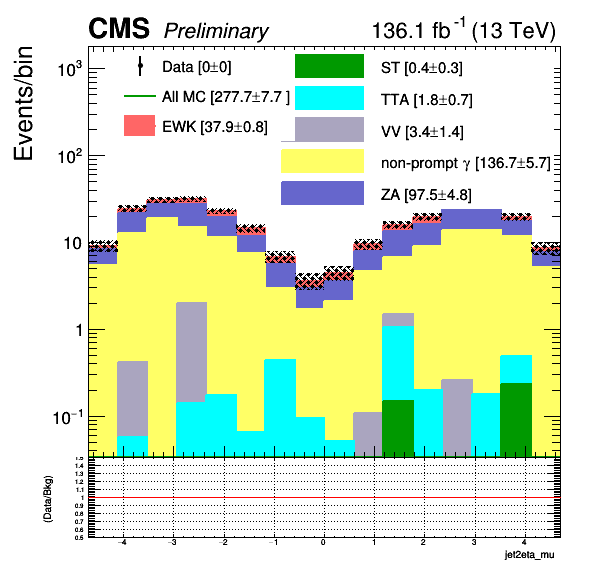 CMS Preliminary 136.1 fb⁻¹ (13 TeV)
Events/bin
10³
10²
10
1
10⁻¹
Data [0±0]
All MC [277.7±7.7 ]
EWK [37.9±0.8]
ST [0.4±0.3]
TTA [1.8±0.7]
VV [3.4±1.4]
non-prompt γ [136.7±5.7]
ZA [97.5±4.8]
(Data/Bkg)
1.5
1.4
1.3
1.2
1.1
1
0.9
0.8
0.7
0.6
0.5
−4 −3 −2 −1 0 1 2 3 4
jet2eta_mu